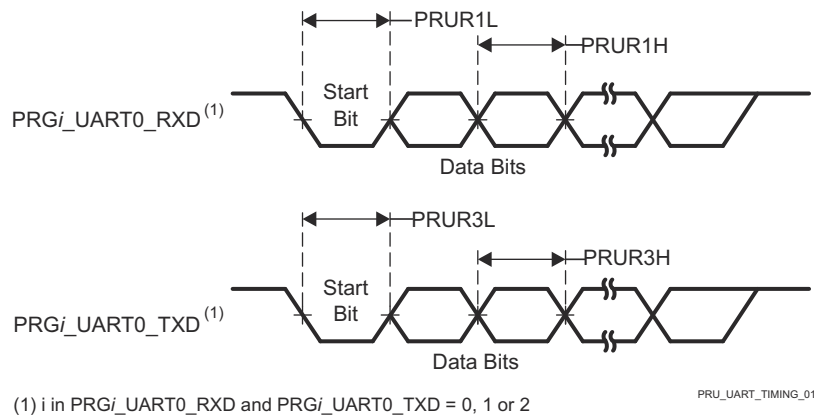 PRUR1L
PRUR1H
PRGi_UART0_RXD(1)
Start
Bit
Data Bits
PRUR3L
PRUR3H
PRGi_UART0_TXD(1)
Start
Bit
Data Bits
(1) i in PRGi_UART0_RXD and PRGi_UART0_TXD = 0, 1 or 2
PRU_UART_TIMING_01